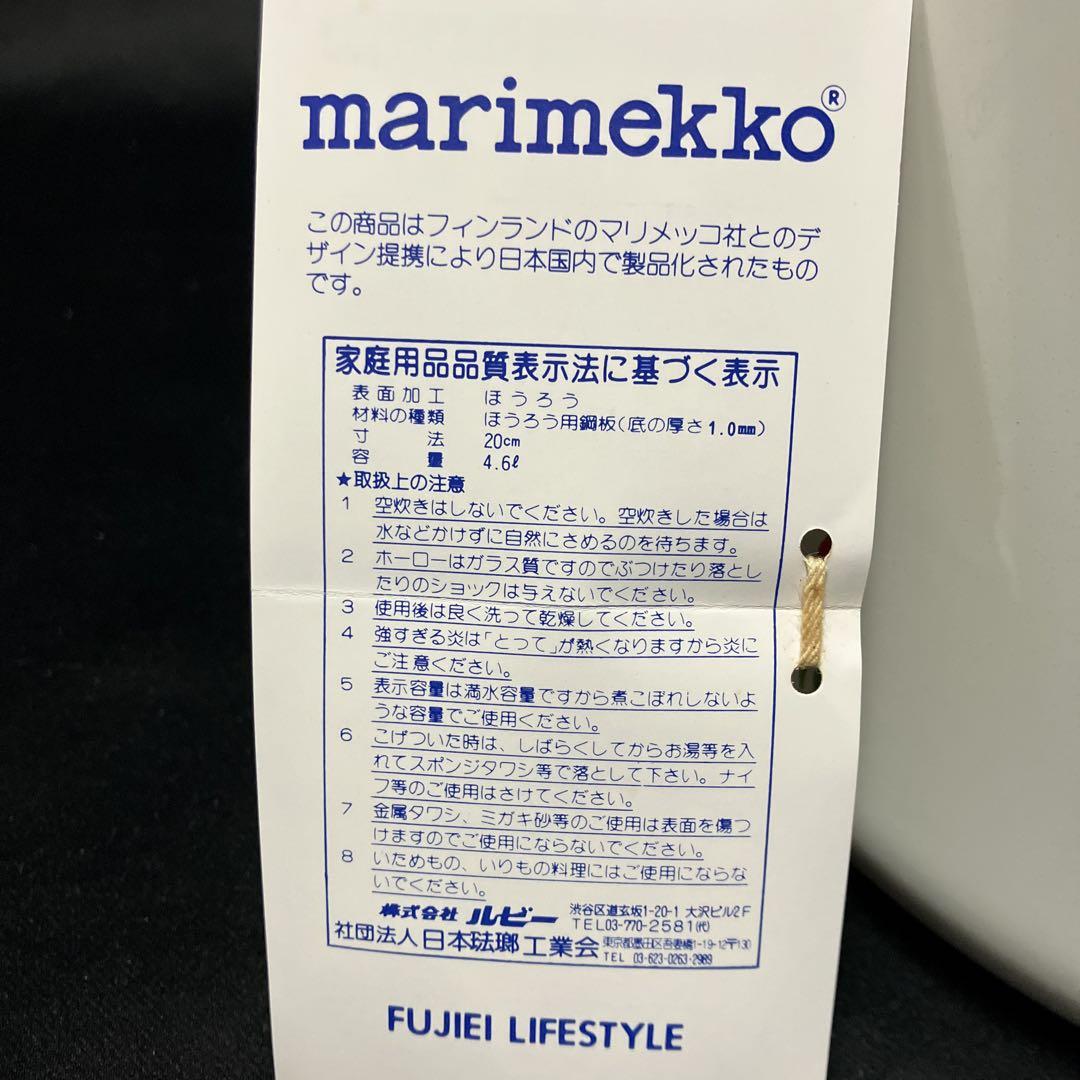 marimekko®
この商品はフィンランドのマリメッコ社とのデ
ザイン提携により日本国内で製品化されたもの
です。
家庭用品品質表示法に基づく表示
表面加工 ほうろう
材料の種類 ほうろう用鋼板(底の厚さ1.0㎜)
寸法 20cm
容量 4.6ℓ
★取扱上の注意
1 空炊きはしないでください。空炊きした場合は
水などかけずに自然にさめるのを待ちます。
2 ホーローはガラス質ですのでぶつけたり落とし
たりのショックは与えないでください。
3 使用後は良く洗って乾燥してください。
4 強すぎる炎は「とって」が熱くなりますから炎に
ご注意ください。
5 表示容量は満水容量ですから煮こぼれしないよ
うな容量でご使用ください。
6 こげついた時は、しばらくしてからお湯等を入
れてスポンジタワシ等で落として下さい。ナイ
フ等のご使用はさけてください。
7 金属タワシ、ミガキ砂等のご使用は表面を傷つ
けますのでご使用にならないでください。
8 いためもの、いりもの料理にはご使用にならな
いでください。
株式会社 ルビー 渋谷区道玄坂1-20-1 大沢ビル2F
TEL03-770-2581㈹
社団法人日本琺瑯工業会 東京都墨田区吾妻橋1-19-12〒130
TEL 03-623-0263・2989
FUJIEI LIFESTYLE